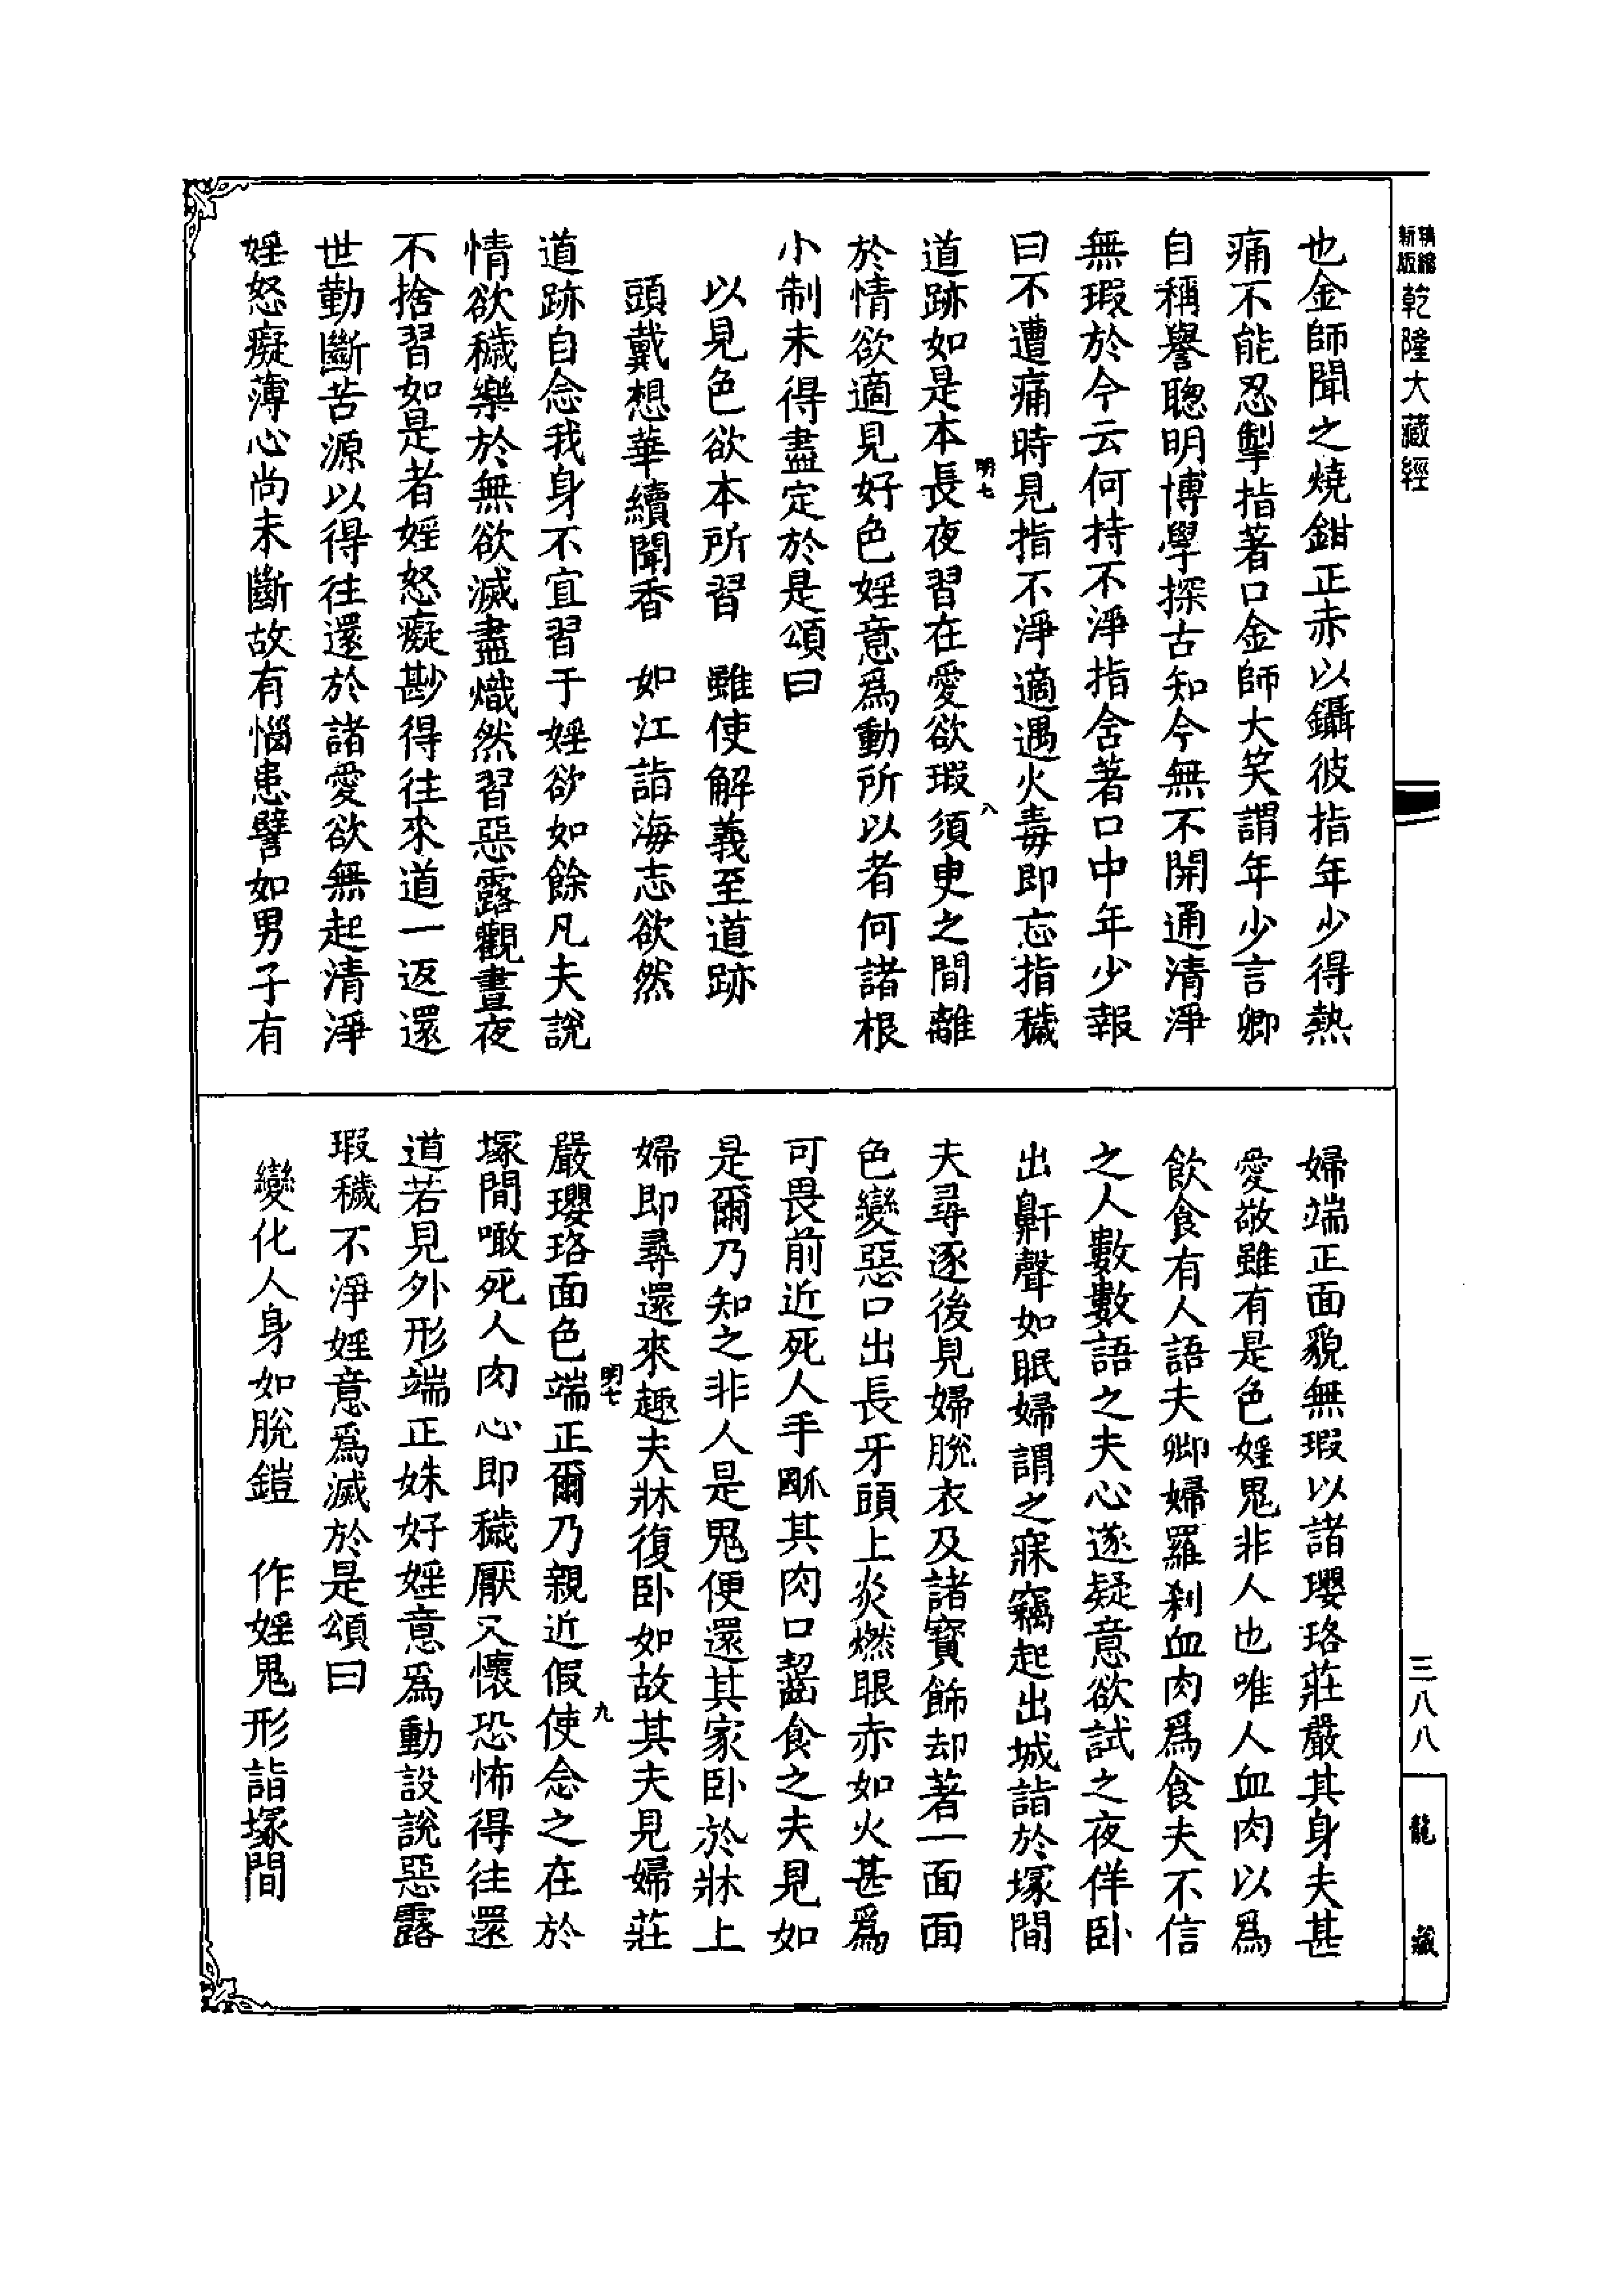 新版精縮
乾隆大藏經
也金師聞之燒鉗正赤以鑷彼指年少得熱
痛不能忍掣指著口金師大笑謂年少言卿
自稱譽聰明博學探古知今無不開通清淨
無瑕於今云何持不淨指含著口中年少報
曰不遭痛時見指不淨適遇火毒即忘指穢
道跡如是本長夜習在愛欲瑕須臾之間離
明七
八
於情欲適見好色婬意爲動所以者何諸根
小制未得盡定於是頌曰
以見色欲本所習　雖使解義至道跡
頭戴想華續聞香　如江詣海志欲然
道跡自念我身不宜習于婬欲如餘凡夫說
情欲穢樂於無欲滅盡熾然習惡露觀晝夜
不捨習如是者婬怒癡尠得往來道一返還
世勤斷苦源以得往還於諸愛欲無起清淨
婬怒癡薄心尚未斷故有惱患譬如男子有
三八八
龍藏
婦端正面貌無瑕以諸瓔珞莊嚴其身夫甚
愛敬雖有是色婬鬼非人也唯人血肉以爲
飲食有人語夫卿婦羅刹血肉爲食夫不信
之人數數語之夫心遂疑意欲試之夜佯卧
出鼾聲如眠婦謂之寐竊起出城詣於塚間
夫尋逐後見婦脫衣及諸寶飾却著一面面
色變惡口出長牙頭上炎燃眼赤如火甚爲
可畏前近死人手𦥛其肉口齧食之夫見如
是爾乃知之非人是鬼便還其家卧於牀上
婦即尋還來趣夫牀復卧如故其夫見婦莊
嚴瓔珞面色端正爾乃親近假使念之在於
明七
九
塚間噉死人肉心即穢厭又懷恐怖得往還
道若見外形端正姝好婬意爲動設說惡露
瑕穢不淨婬意爲滅於是頌曰
變化人身如脫鎧　作婬鬼形詣塚間